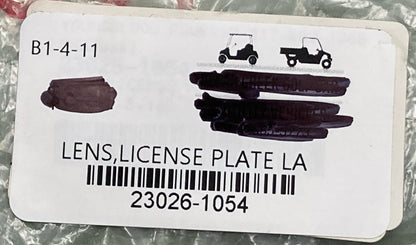 B1-4-11
LENS,LICENSE PLATE LA
23026-1054